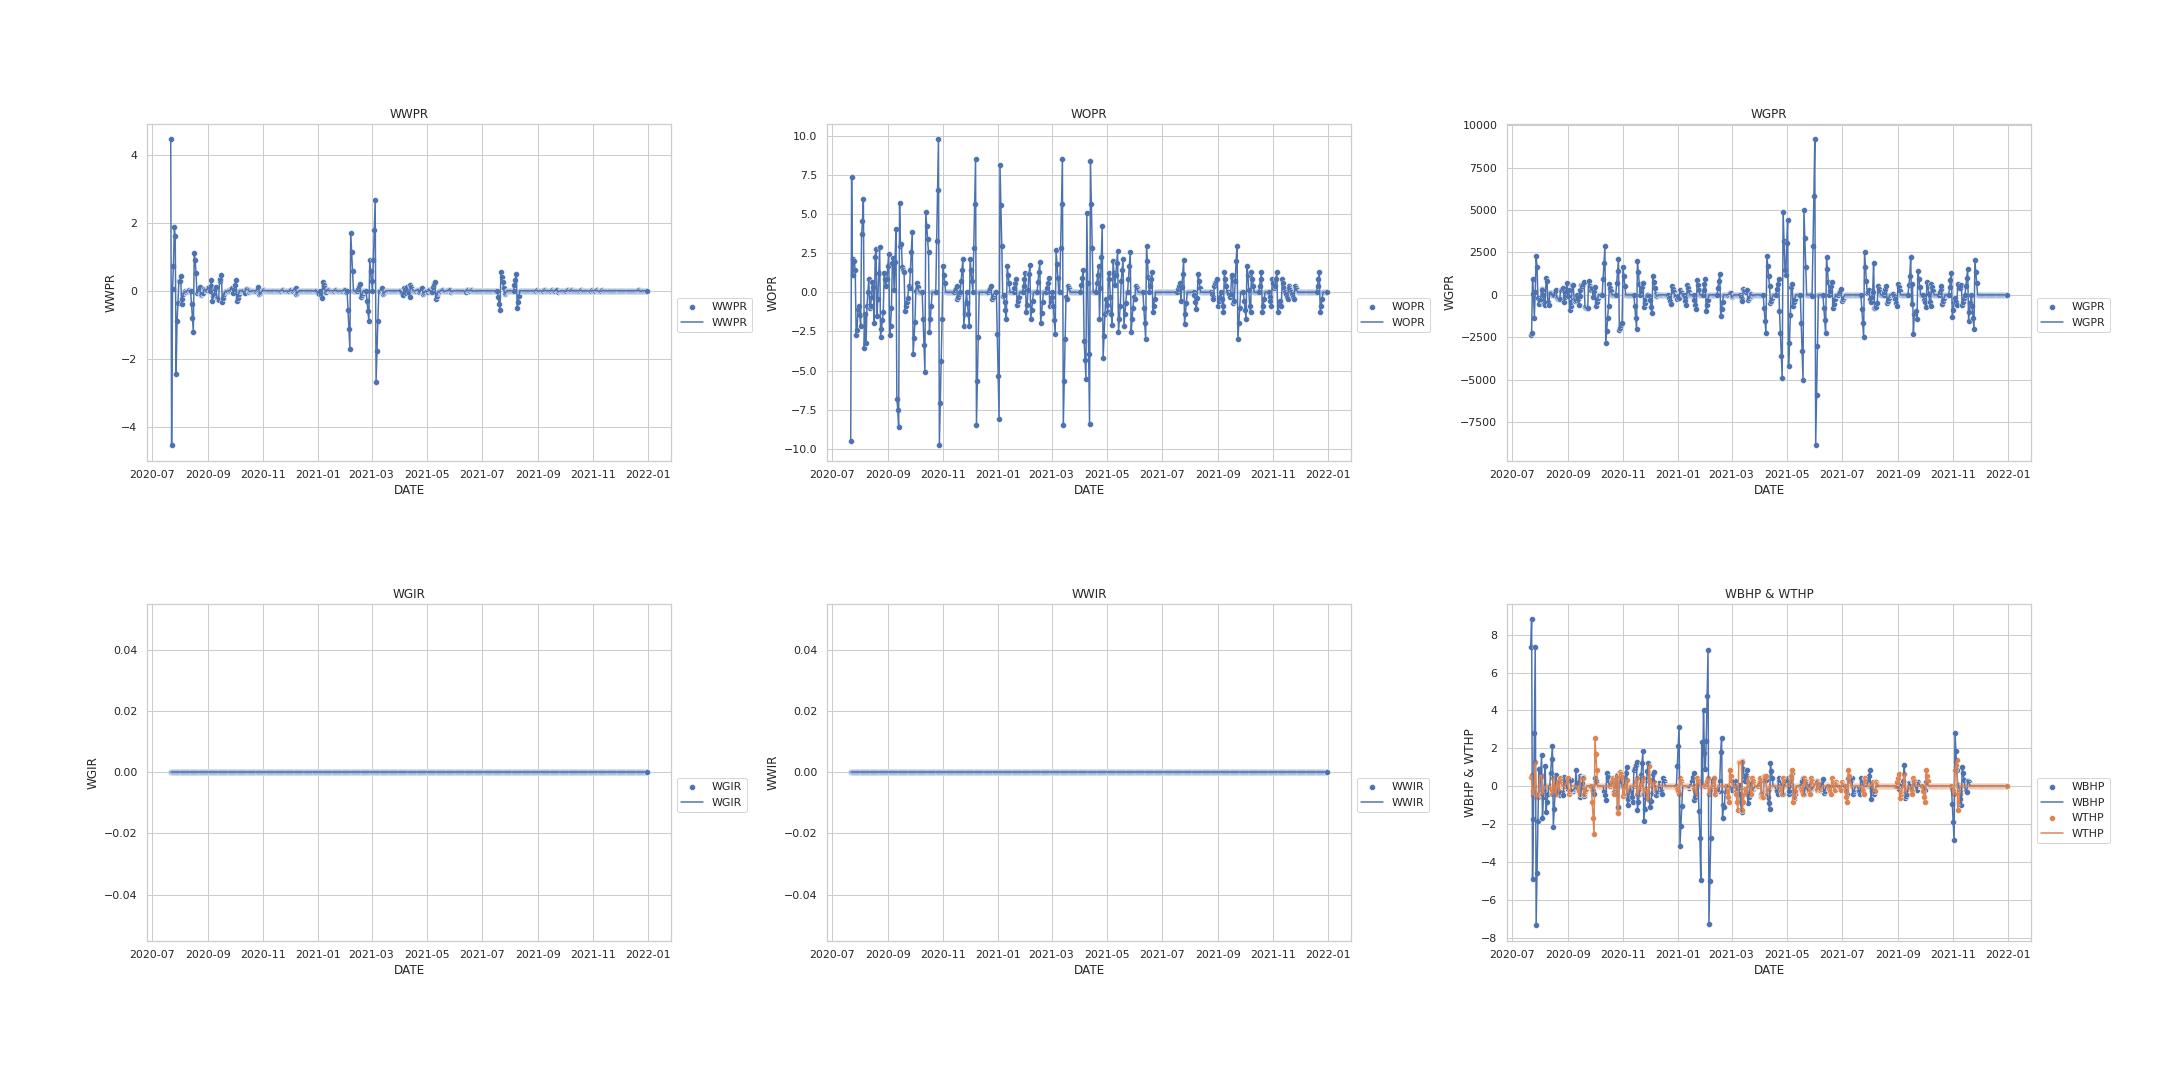 WWPR
4
2
0
−2
−4
WWPR
2020-07 2020-09 2020-11 2021-01 2021-03 2021-05 2021-07 2021-09 2021-11 2022-01
DATE
WWPR
WWPR
WOPR
10.0
7.5
5.0
2.5
0.0
−2.5
−5.0
−7.5
−10.0
WOPR
2020-07 2020-09 2020-11 2021-01 2021-03 2021-05 2021-07 2021-09 2021-11 2022-01
DATE
WOPR
WOPR
WGPR
10000
7500
5000
2500
0
−2500
−5000
−7500
WGPR
2020-07 2020-09 2020-11 2021-01 2021-03 2021-05 2021-07 2021-09 2021-11 2022-01
DATE
WGPR
WGPR
WGIR
0.04
0.02
0.00
−0.02
−0.04
WGIR
2020-07 2020-09 2020-11 2021-01 2021-03 2021-05 2021-07 2021-09 2021-11 2022-01
DATE
WGIR
WGIR
WWIR
0.04
0.02
0.00
−0.02
−0.04
WWIR
2020-07 2020-09 2020-11 2021-01 2021-03 2021-05 2021-07 2021-09 2021-11 2022-01
DATE
WWIR
WWIR
WBHP & WTHP
8
6
4
2
0
−2
−4
−6
−8
WBHP & WTHP
2020-07 2020-09 2020-11 2021-01 2021-03 2021-05 2021-07 2021-09 2021-11 2022-01
DATE
WBHP
WBHP
WTHP
WTHP